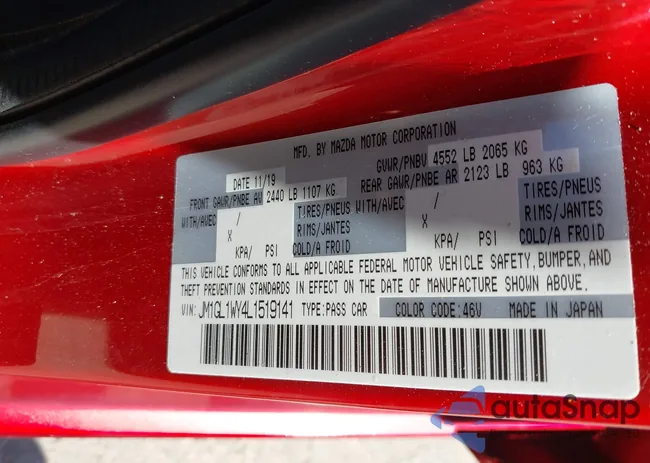 MFD. BY MAZDA MOTOR CORPORATION
DATE 11/19 GVWR/PNBV 4552 LB 2065 KG
FRONT GAWR/PNBE AV 2440 LB 1107 KG REAR GAWR/PNBE AR 2123 LB 963 KG
WITH/AVEC / TIRES/PNEUS WITH/AVEC / TIRES/PNEUS
X RIMS/JANTES X RIMS/JANTES
KPA/ PSI COLD/A FROID KPA/ PSI COLD/A FROID
THIS VEHICLE CONFORMS TO ALL APPLICABLE FEDERAL MOTOR VEHICLE SAFETY, BUMPER, AND
THEFT PREVENTION STANDARDS IN EFFECT ON THE DATE OF MANUFACTURE SHOWN ABOVE.
VIN: JM1GL1WY4L1519141 TYPE: PASS CAR COLOR CODE: 46V MADE IN JAPAN
autoSnap